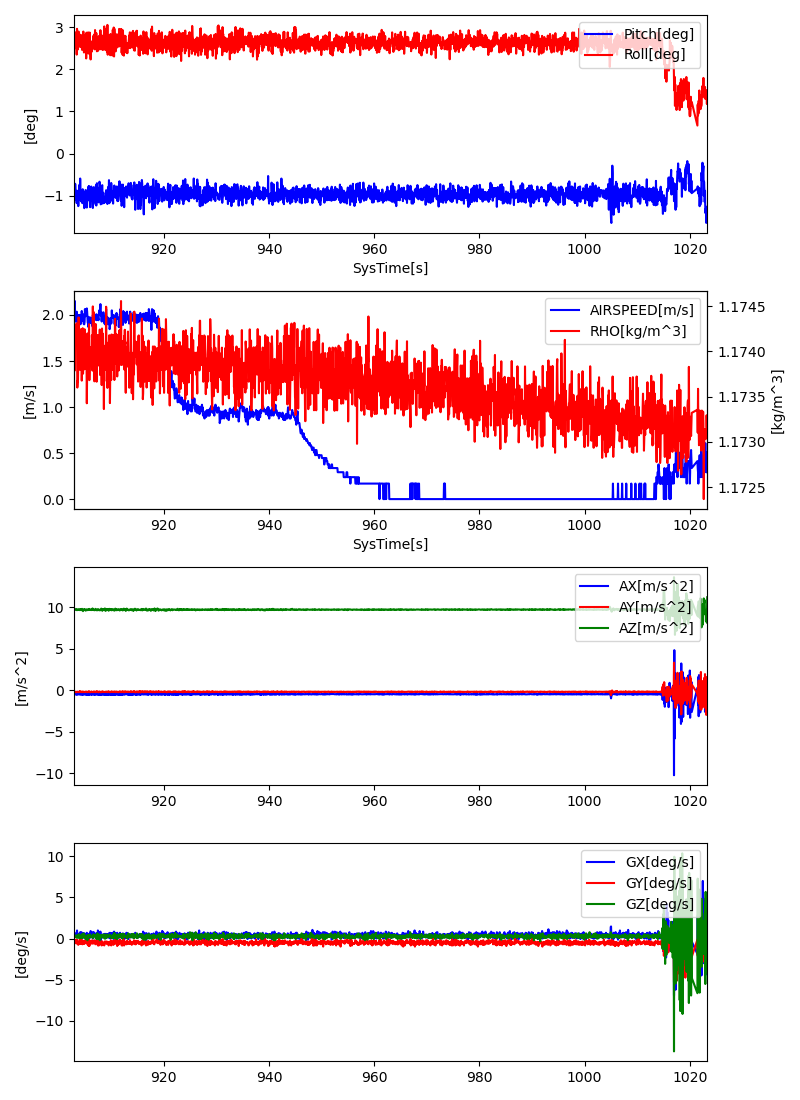 3
2
1
0
−1
[deg]
Pitch[deg]
Roll[deg]
920 940 960 980 1000 1020
SysTime[s]
2.0
1.5
1.0
0.5
0.0
[m/s]
AIRSPEED[m/s]
RHO[kg/m^3]
1.1745
1.1740
1.1735
1.1730
1.1725
[kg/m^3]
920 940 960 980 1000 1020
SysTime[s]
10
5
0
−5
−10
[m/s^2]
AX[m/s^2]
AY[m/s^2]
AZ[m/s^2]
920 940 960 980 1000 1020
10
5
0
−5
−10
[deg/s]
GX[deg/s]
GY[deg/s]
GZ[deg/s]
920 940 960 980 1000 1020